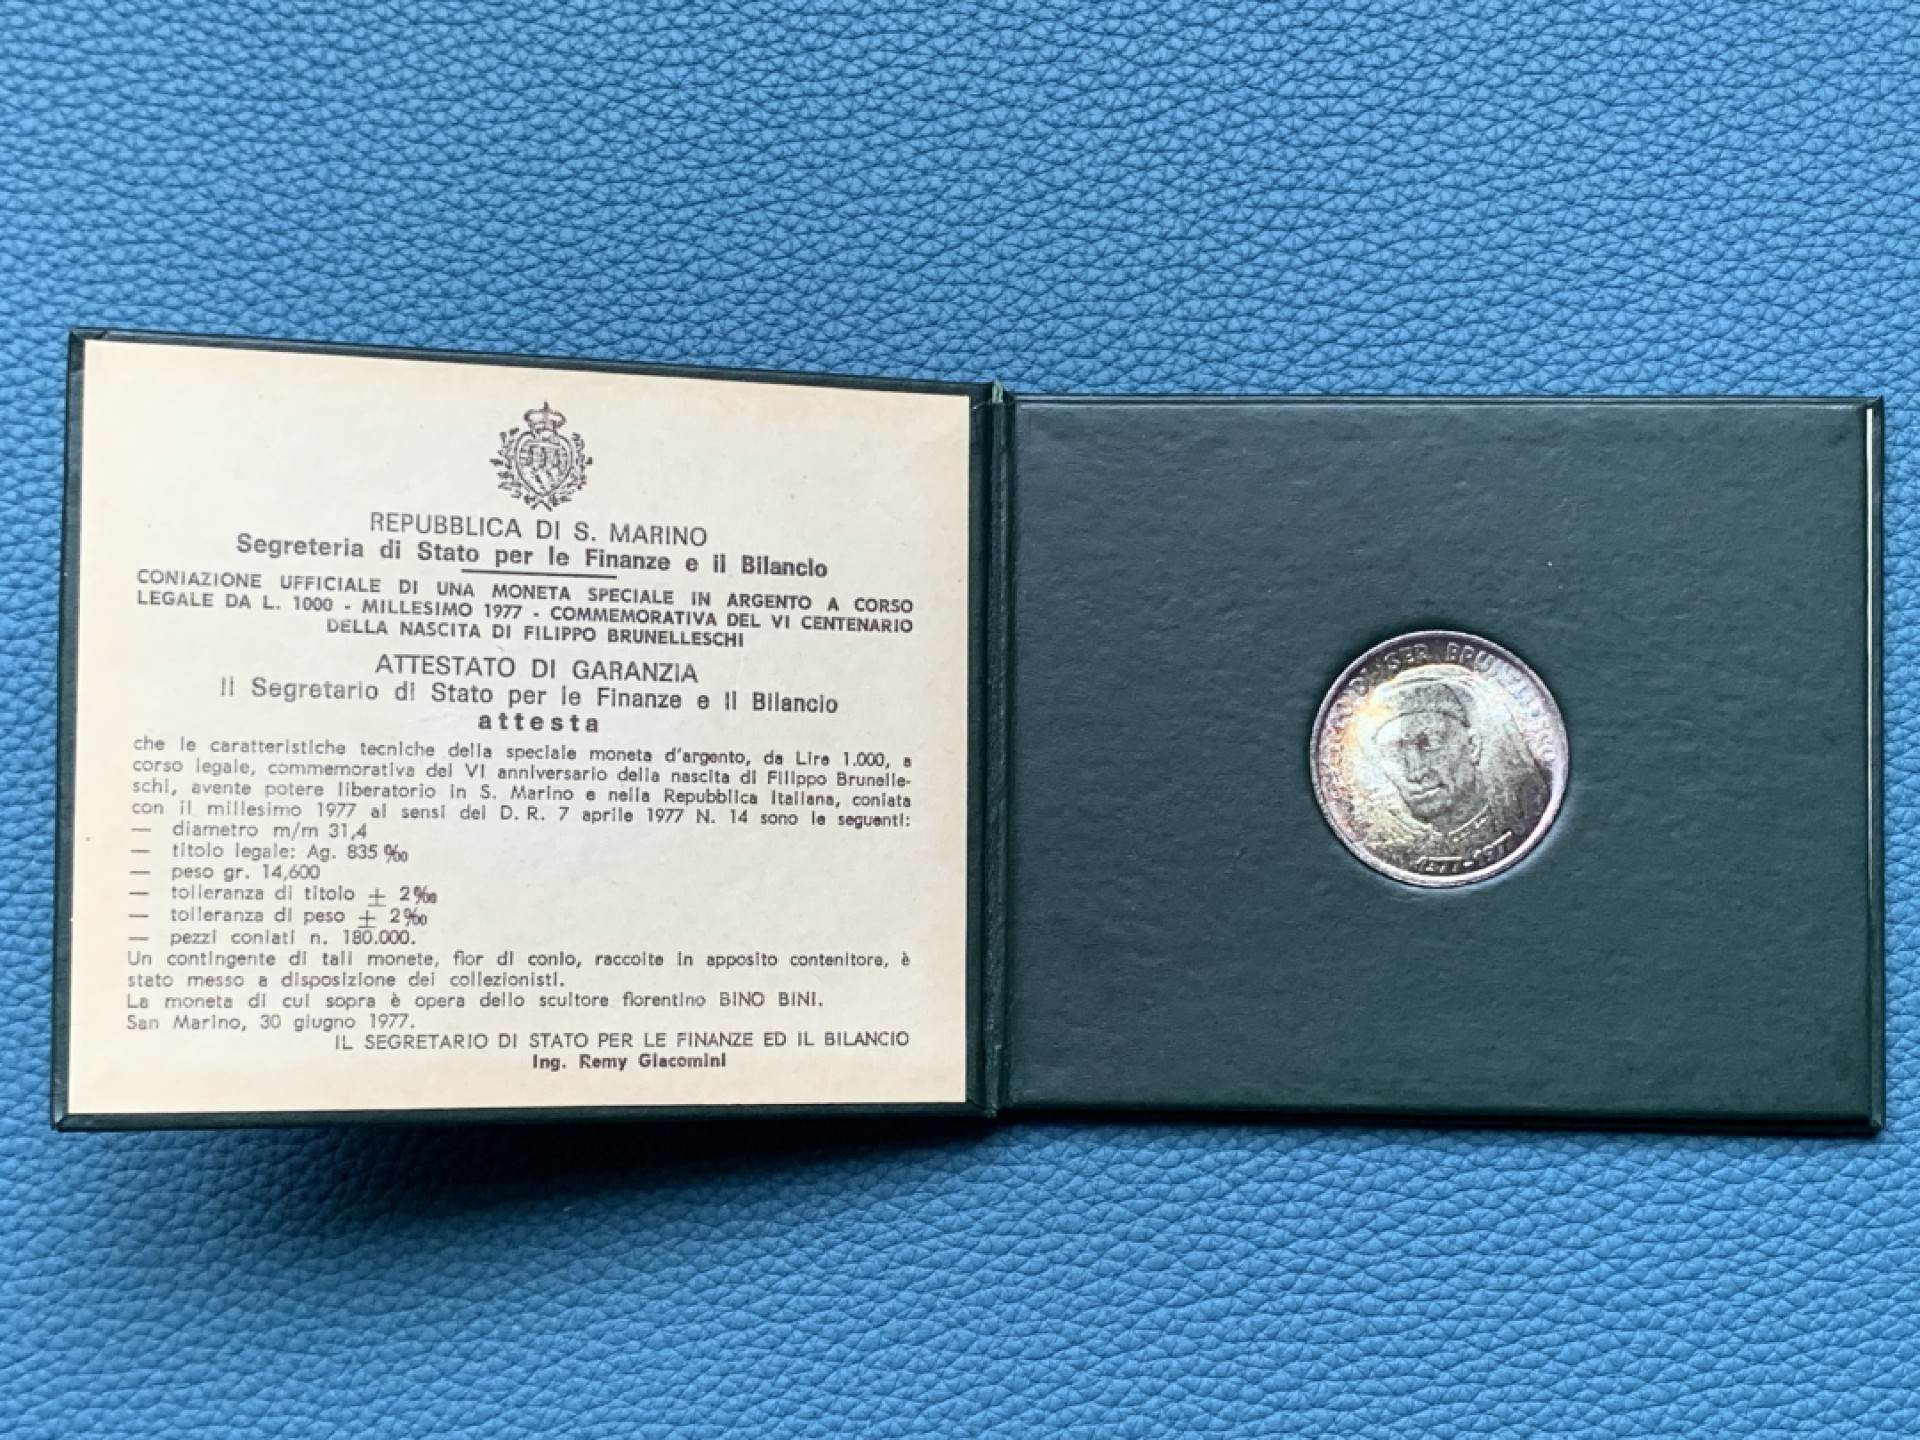 REPUBBLICA DI S. MARINO
Segreteria di Stato per le Finanze e il Bilancio
CONIAZIONE UFFICIALE DI UNA MONETA SPECIALE IN ARGENTO A CORSO
LEGALE DA L. 1000 - MILLESIMO 1977 - COMMEMORATIVA DEL VI CENTENARIO
DELLA NASCITA DI FILIPPO BRUNELLESCHI
ATTESTATO DI GARANZIA
Il Segretario di Stato per le Finanze e il Bilancio
attesta
che le caratteristiche tecniche della speciale moneta d'argento, da Lire 1.000, a
corso legale, commemorativa del VI anniversario della nascita di Filippo Brunelle-
schi, avente potere liberatorio in S. Marino e nella Repubblica Italiana, coniata
con il millesimo 1977 ai sensi del D. R. 7 aprile 1977 N. 14 sono le seguenti:
— diametro m/m 31,4
— titolo legale: Ag. 835 ‰
— peso gr. 14,600
— tolleranza di titolo ± 2‰
— tolleranza di peso ± 2‰
— pezzi coniati n. 180.000.
Un contingente di tali monete, fior di conio, raccolte in apposito contenitore, è
stato messo a disposizione dei collezionisti.
La moneta di cui sopra è opera dello scultore fiorentino BINO BINI.
San Marino, 30 giugno 1977.
IL SEGRETARIO DI STATO PER LE FINANZE ED IL BILANCIO
Ing. Remy Giacomini
SER
1377-1977